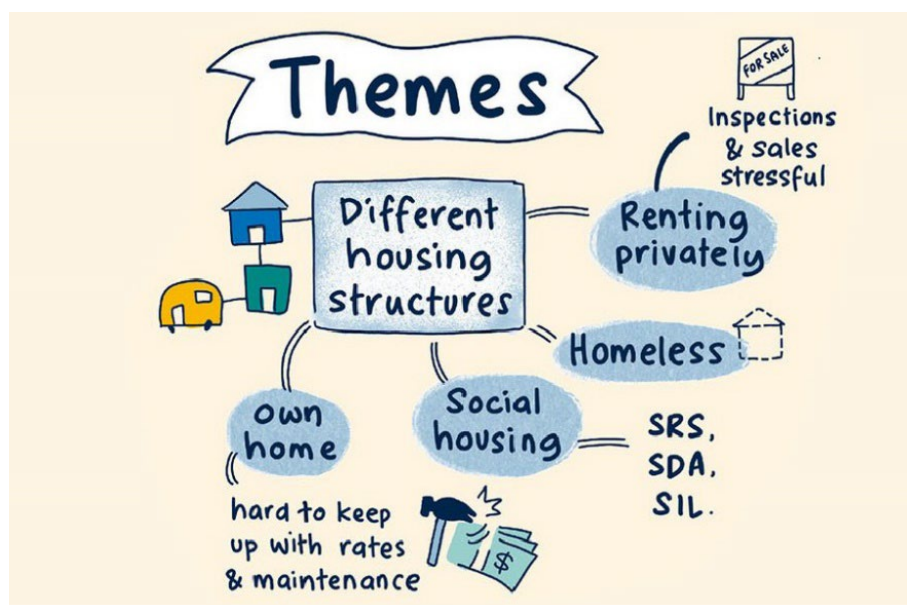 Themes
Different
housing
structures
FOR SALE
Inspections
& sales
stressful
Renting
privately
Homeless
Social
housing
SRS,
SDA,
SIL.
own
home
hard to keep
up with rates
& maintenance
$